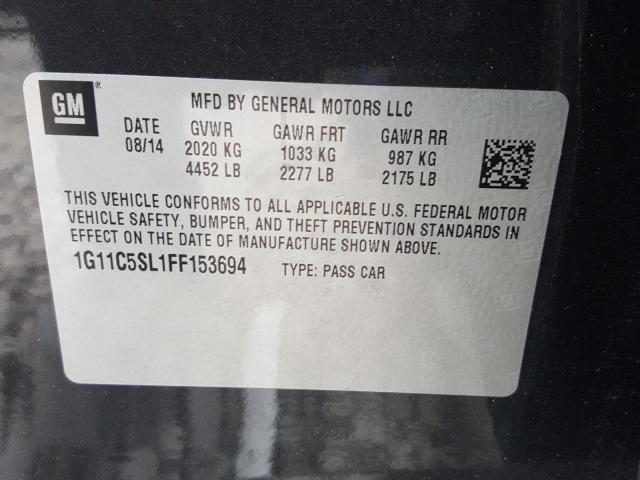 GM ®
MFD BY GENERAL MOTORS LLC
DATE GVWR GAWR FRT GAWR RR
08/14 2020 KG 1033 KG 987 KG
4452 LB 2277 LB 2175 LB
THIS VEHICLE CONFORMS TO ALL APPLICABLE U.S. FEDERAL MOTOR
VEHICLE SAFETY, BUMPER, AND THEFT PREVENTION STANDARDS IN
EFFECT ON THE DATE OF MANUFACTURE SHOWN ABOVE.
1G11C5SL1FF153694 TYPE: PASS CAR